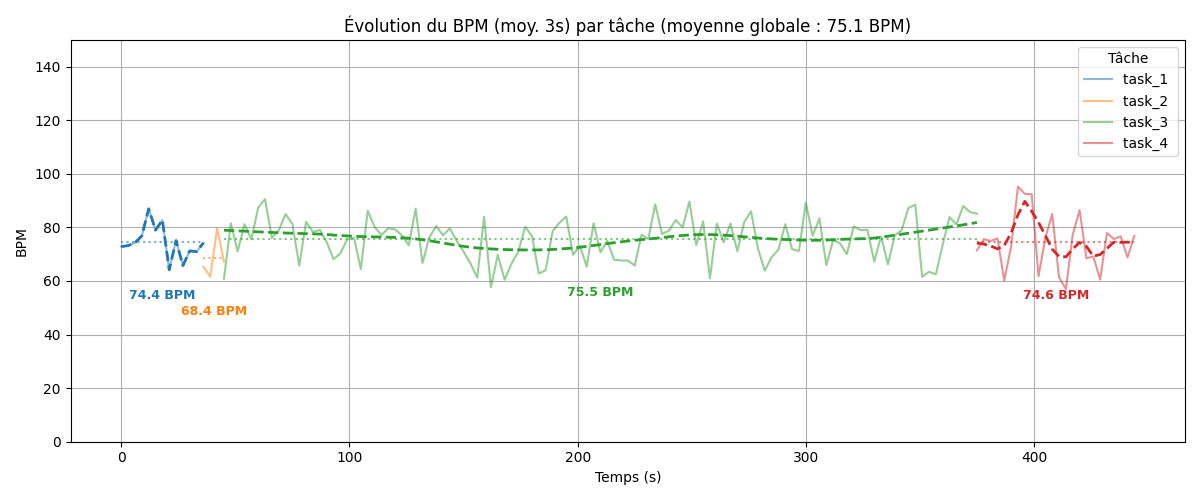 Évolution du BPM (moy. 3s) par tâche (moyenne globale : 75.1 BPM)
Tâche
task_1
task_2
task_3
task_4
BPM
140
120
100
80
60
40
20
0
74.4 BPM
68.4 BPM
75.5 BPM
74.6 BPM
0
100
200
300
400
Temps (s)